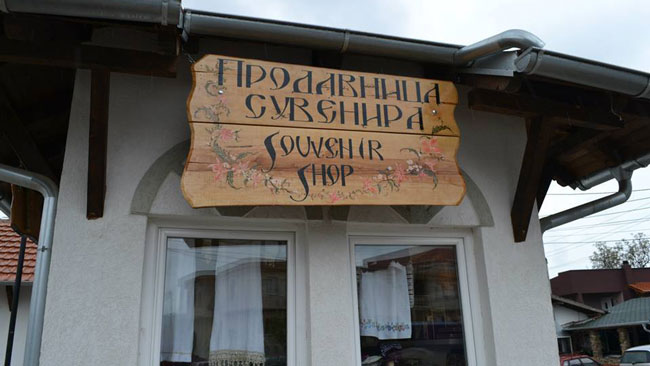 Продавница
сувенира
Souvenir
Shop